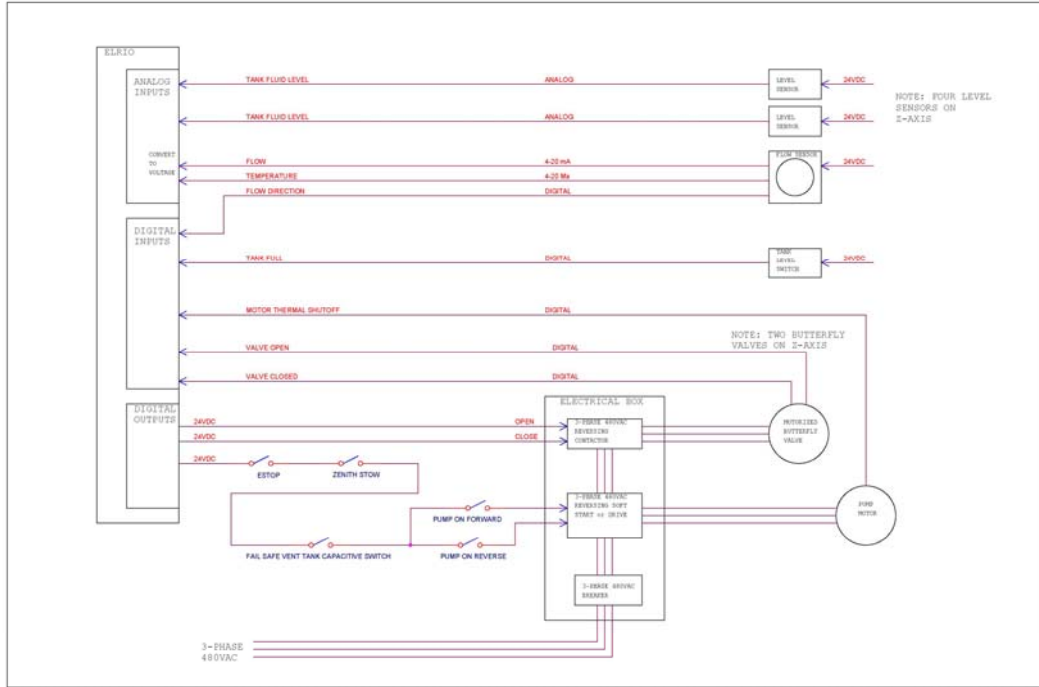 ELRIO
ANALOG
INPUTS
TANK FLUID LEVEL
ANALOG
LEVEL
SENSOR
24VDC
NOTE: FOUR LEVEL
SENSORS ON
Z-AXIS
TANK FLUID LEVEL
ANALOG
LEVEL
SENSOR
24VDC
CONVERT
TO
VOLTAGE
FLOW
4-20 mA
FLOW SENSOR
24VDC
TEMPERATURE
4-20 Ma
FLOW DIRECTION
DIGITAL
DIGITAL
INPUTS
TANK FULL
DIGITAL
TANK
LEVEL
SWITCH
24VDC
MOTOR THERMAL SHUTOFF
DIGITAL
NOTE: TWO BUTTERFLY
VALVES ON Z-AXIS
VALVE OPEN
DIGITAL
VALVE CLOSED
DIGITAL
DIGITAL
OUTPUTS
ELECTRICAL BOX
24VDC
OPEN
24VDC
CLOSE
3-PHASE 480VAC
REVERSING
CONTACTOR
MOTORIZED
BUTTERFLY
VALVE
24VDC
ESTOP
ZENITH STOW
PUMP ON FORWARD
3-PHASE 480VAC
REVERSING SOFT
START or DRIVE
PUMP
MOTOR
FAIL SAFE VENT TANK CAPACITIVE SWITCH
PUMP ON REVERSE
3-PHASE 480VAC
BREAKER
3-PHASE
480VAC